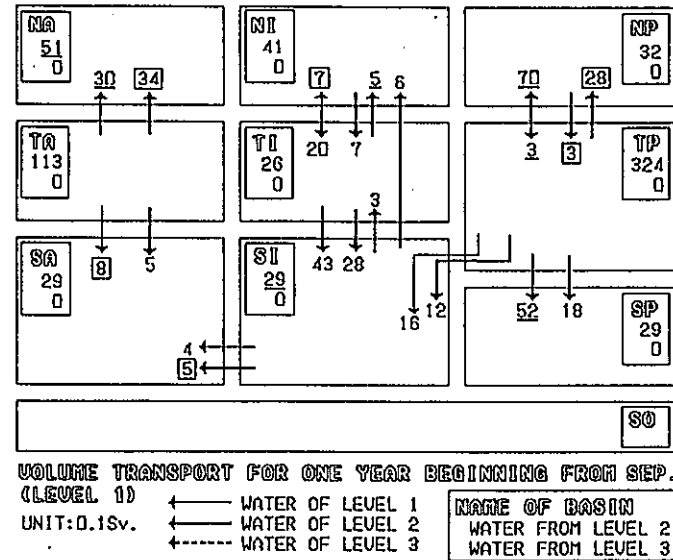 NA
51
0
30 34
NI
41
0
7 5 6
NP
32
0
70 28
TA
113
0
TI
26
0
20 7
3
TP
324
0
3 3
SA
29
0
8 5
4
5
SI
29
0
43 28
16 12
SP
29
0
52 18
SO
VOLUME TRANSPORT FOR ONE YEAR BEGINNING FROM SEP.
(LEVEL 1)
UNIT:0.1Sv.
WATER OF LEVEL 1
WATER OF LEVEL 2
WATER OF LEVEL 3
NAME OF BASIN
WATER FROM LEVEL 2
WATER FROM LEVEL 3